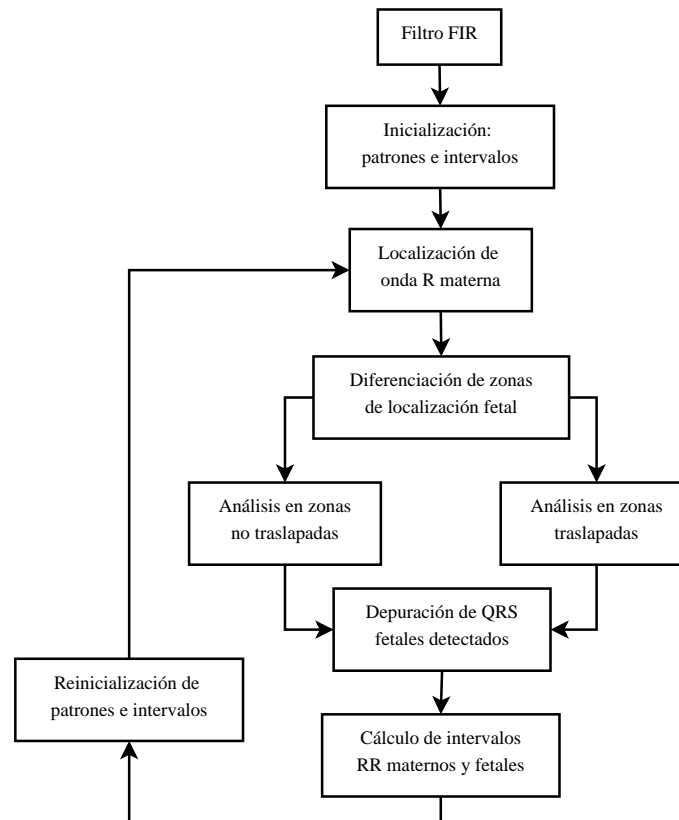 Filtro FIR
Inicialización:
patrones e intervalos
Localización de
onda R materna
Diferenciación de zonas
de localización fetal
Análisis en zonas
no traslapadas
Análisis en zonas
traslapadas
Depuración de QRS
fetales detectados
Reinicialización de
patrones e intervalos
Cálculo de intervalos
RR maternos y fetales